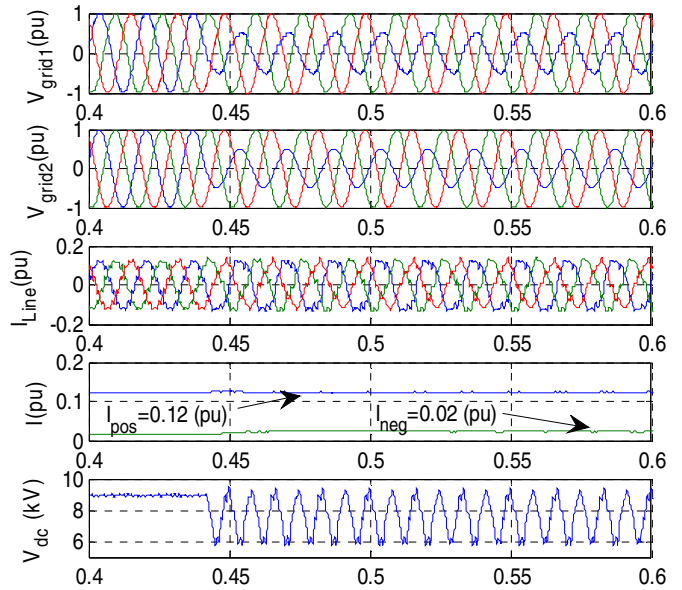 V_grid1 (pu)
1
0
-1
0.4 0.45 0.5 0.55 0.6
V_grid2 (pu)
1
0
-1
0.4 0.45 0.5 0.55 0.6
I_Line (pu)
0.2
0
-0.2
0.4 0.45 0.5 0.55 0.6
I (pu)
0.2
0.1
0
I_pos=0.12 (pu)
I_neg=0.02 (pu)
0.4 0.45 0.5 0.55 0.6
V_dc (kV)
10
8
6
0.4 0.45 0.5 0.55 0.6